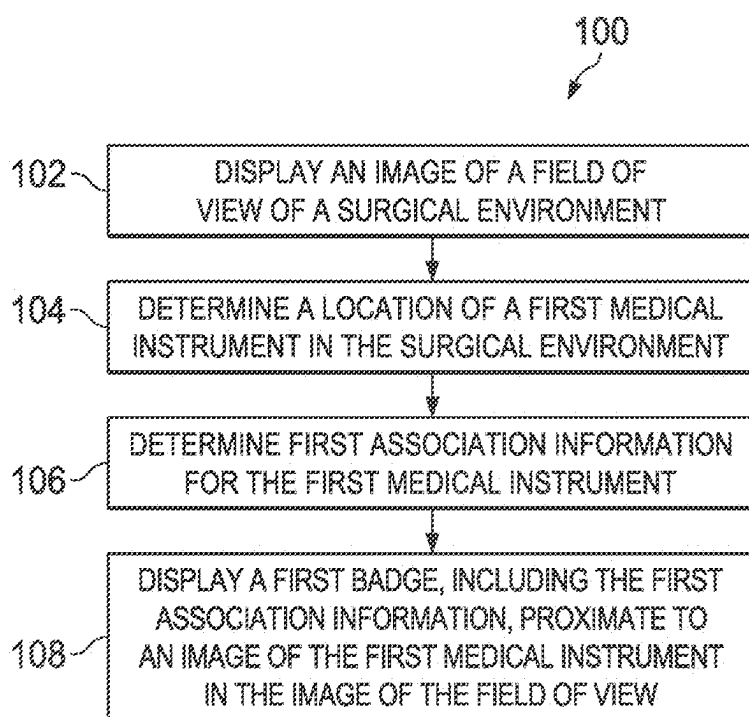 100
102
DISPLAY AN IMAGE OF A FIELD OF
VIEW OF A SURGICAL ENVIRONMENT
104
DETERMINE A LOCATION OF A FIRST MEDICAL
INSTRUMENT IN THE SURGICAL ENVIRONMENT
106
DETERMINE FIRST ASSOCIATION INFORMATION
FOR THE FIRST MEDICAL INSTRUMENT
108
DISPLAY A FIRST BADGE, INCLUDING THE FIRST
ASSOCIATION INFORMATION, PROXIMATE TO
AN IMAGE OF THE FIRST MEDICAL INSTRUMENT
IN THE IMAGE OF THE FIELD OF VIEW